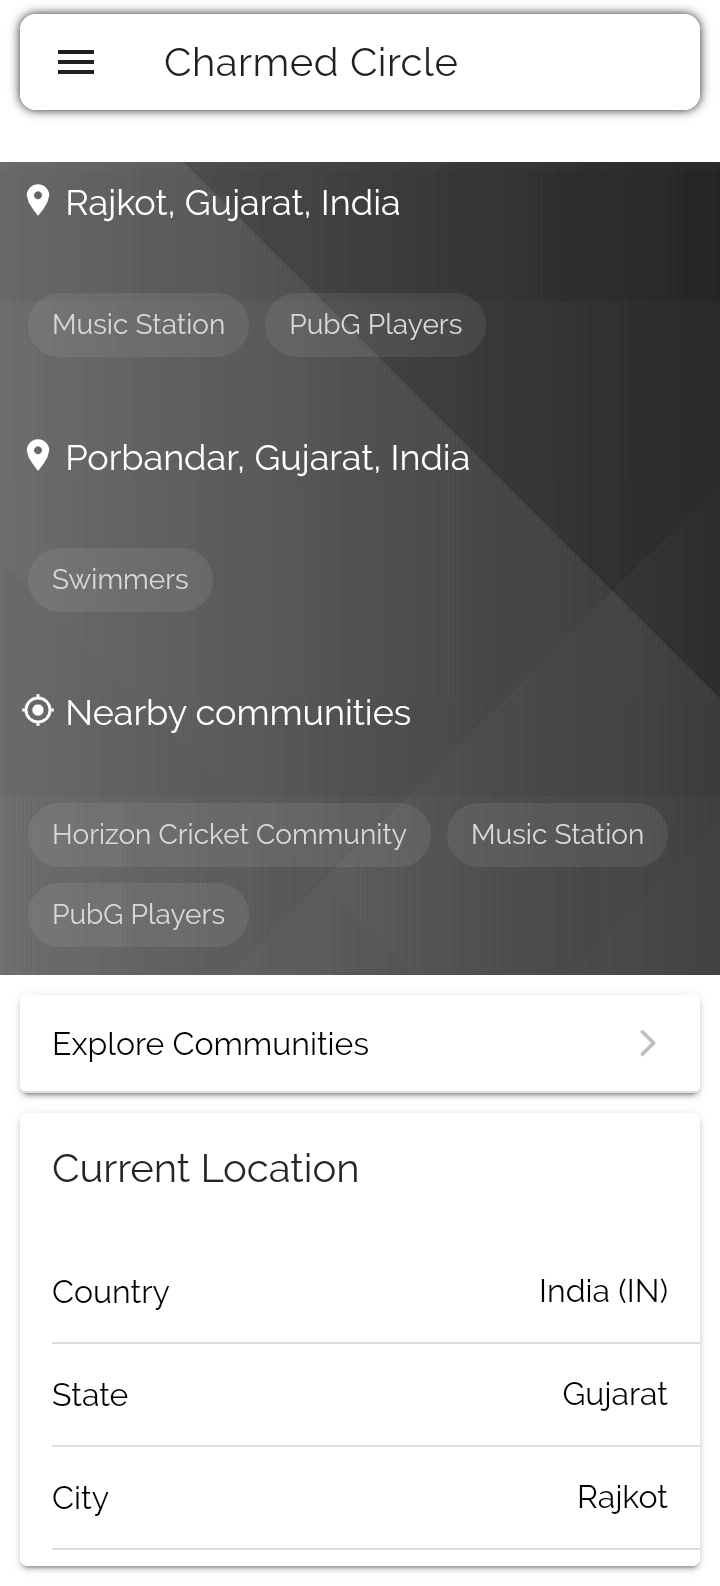 Charmed Circle
Rajkot, Gujarat, India
Music Station PubG Players
Porbandar, Gujarat, India
Swimmers
Nearby communities
Horizon Cricket Community Music Station
PubG Players
Explore Communities
Current Location
Country India (IN)
State Gujarat
City Rajkot